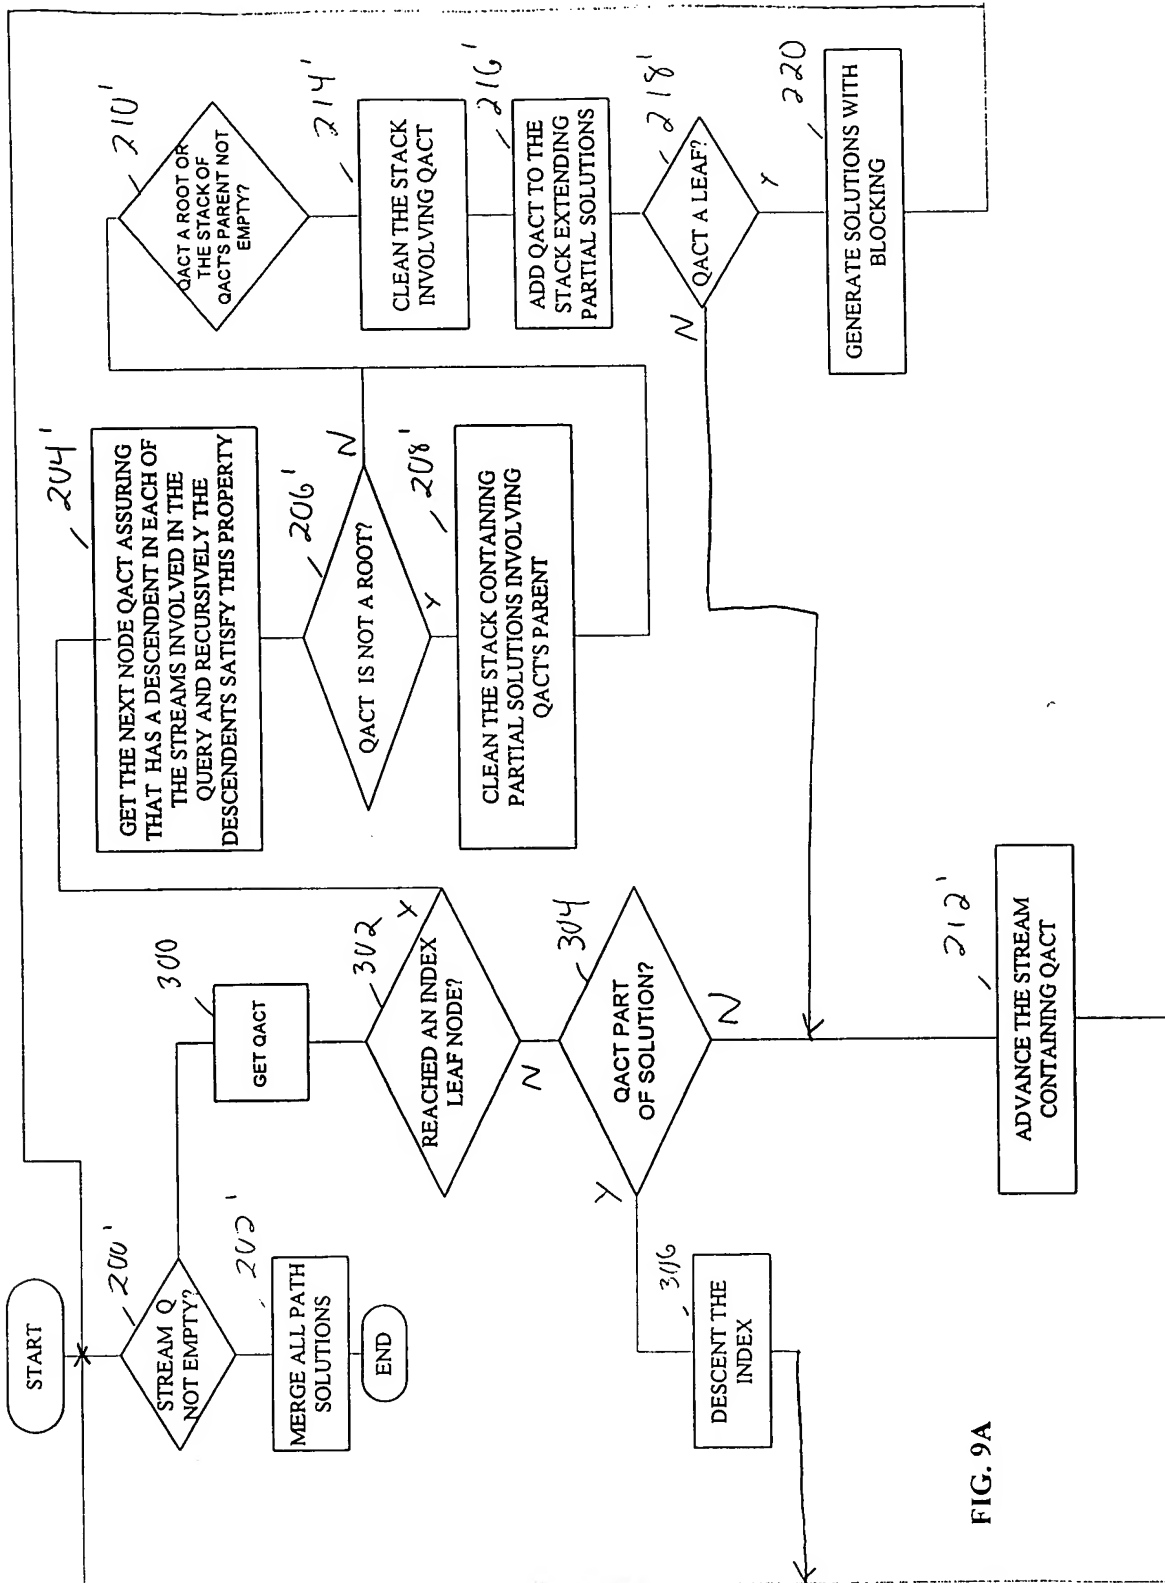 START
200'
STREAM Q
NOT EMPTY?
202'
MERGE ALL PATH
SOLUTIONS
END
300
GET QACT
302
REACHED AN INDEX
LEAF NODE?
Y
N
304
QACT PART
OF SOLUTION?
Y
N
306
DESCENT THE
INDEX
212'
ADVANCE THE STREAM
CONTAINING QACT
204'
GET THE NEXT NODE QACT ASSURING
THAT HAS A DESCENDENT IN EACH OF
THE STREAMS INVOLVED IN THE
QUERY AND RECURSIVELY THE
DESCENDENTS SATISFY THIS PROPERTY
206'
QACT IS NOT A ROOT?
N
Y
208'
CLEAN THE STACK CONTAINING
PARTIAL SOLUTIONS INVOLVING
QACT'S PARENT
210'
QACT A ROOT OR
THE STACK OF
QACT'S PARENT NOT
EMPTY?
214'
CLEAN THE STACK
INVOLVING QACT
216'
ADD QACT TO THE
STACK EXTENDING
PARTIAL SOLUTIONS
218'
QACT A LEAF?
N
Y
220
GENERATE SOLUTIONS WITH
BLOCKING
FIG. 9A